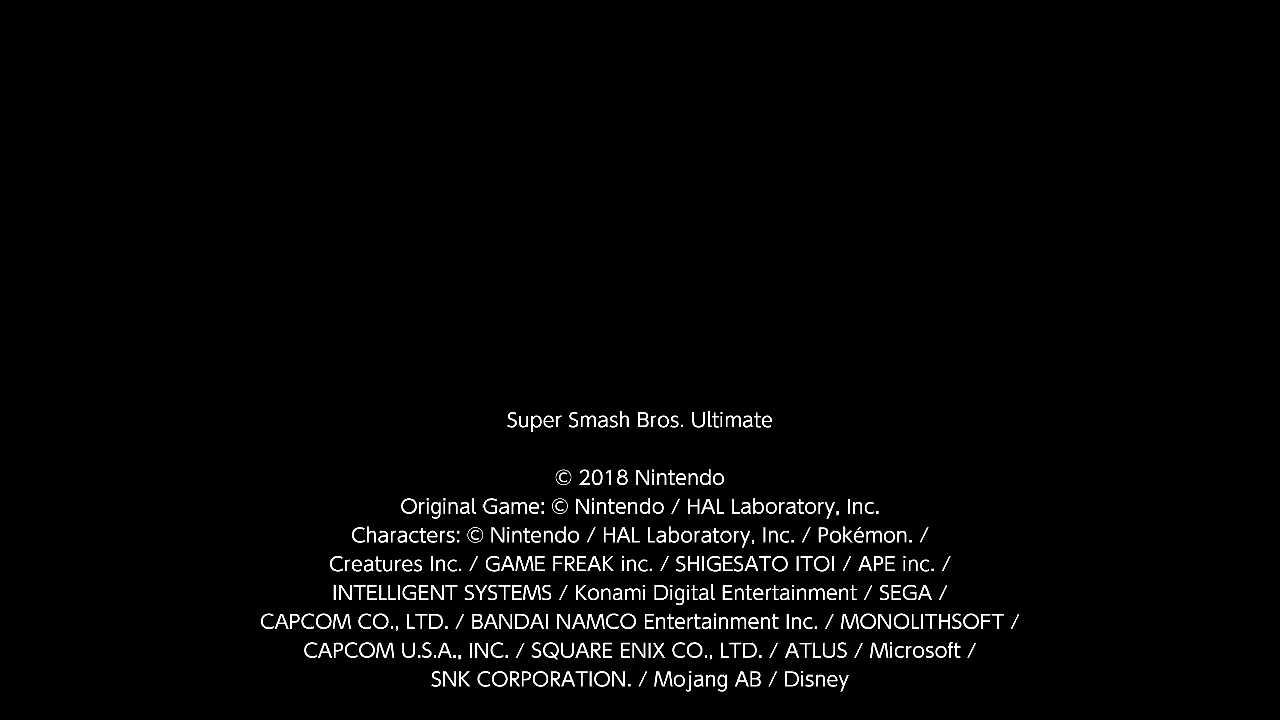 Super Smash Bros. Ultimate
© 2018 Nintendo
Original Game: © Nintendo / HAL Laboratory, Inc.
Characters: © Nintendo / HAL Laboratory, Inc. / Pokémon. /
Creatures Inc. / GAME FREAK inc. / SHIGESATO ITOI / APE inc. /
INTELLIGENT SYSTEMS / Konami Digital Entertainment / SEGA /
CAPCOM CO., LTD. / BANDAI NAMCO Entertainment Inc. / MONOLITHSOFT /
CAPCOM U.S.A., INC. / SQUARE ENIX CO., LTD. / ATLUS / Microsoft /
SNK CORPORATION. / Mojang AB / Disney